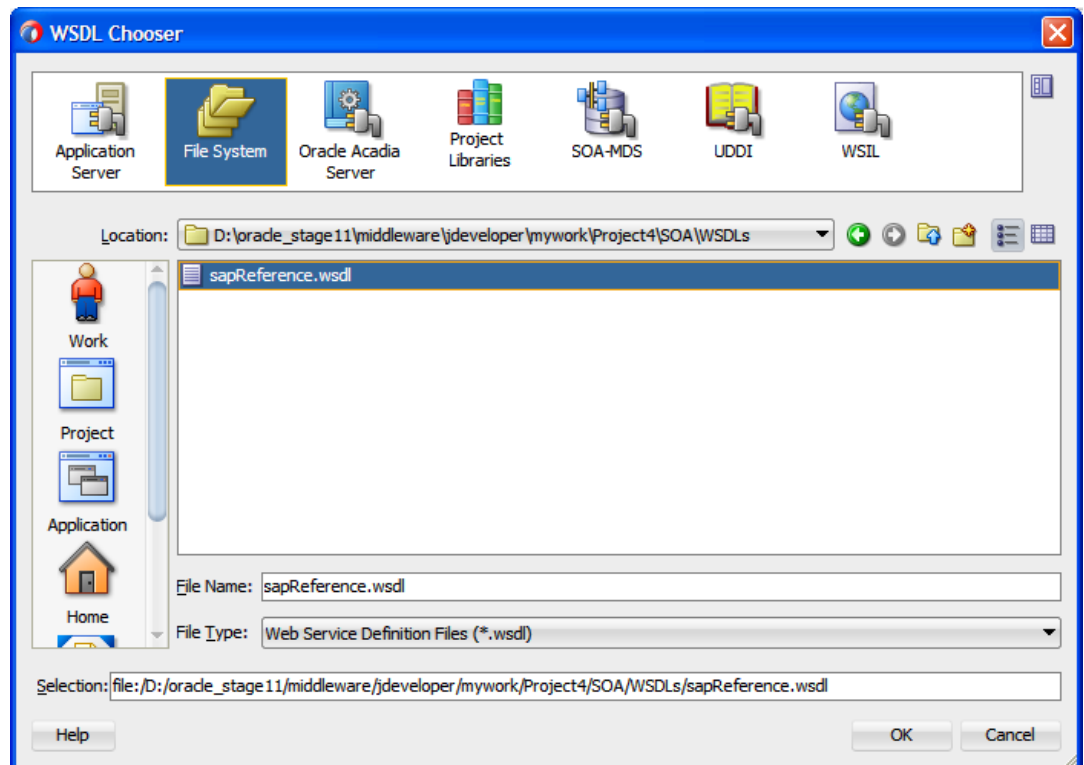 WSDL Chooser
Application Server
File System
Oracle Acadia Server
Project Libraries
SOA-MDS
UDDI
WSIL
Location: D:\oracle_stage11\middleware\jdeveloper\mywork\Project4\SOA\WSDLs
sapReference.wsdl
Work
Project
Application
Home
File Name: sapReference.wsdl
File Type: Web Service Definition Files (*.wsdl)
Selection: file:/D:/oracle_stage11/middleware/jdeveloper/mywork/Project4/SOA/WSDLs/sapReference.wsdl
Help
OK
Cancel